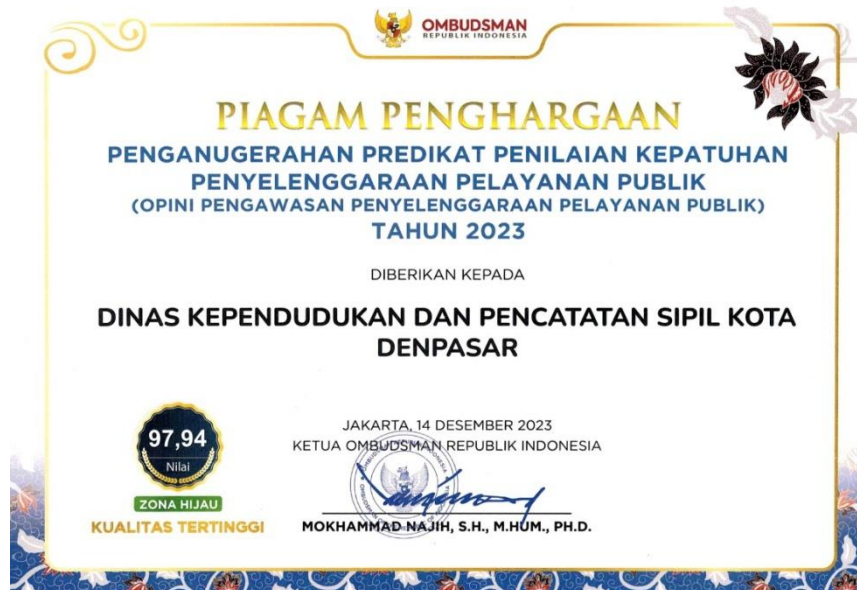 OMBUDSMAN
REPUBLIK INDONESIA
PIAGAM PENGHARGAAN
PENGANUGERAHAN PREDIKAT PENILAIAN KEPATUHAN
PENYELENGGARAAN PELAYANAN PUBLIK
(OPINI PENGAWASAN PENYELENGGARAAN PELAYANAN PUBLIK)
TAHUN 2023
DIBERIKAN KEPADA
DINAS KEPENDUDUKAN DAN PENCATATAN SIPIL KOTA
DENPASAR
97,94
Nilai
ZONA HIJAU
KUALITAS TERTINGGI
JAKARTA, 14 DESEMBER 2023
KETUA OMBUDSMAN REPUBLIK INDONESIA
MOKHAMMAD NAJIH, S.H., M.HUM., PH.D.